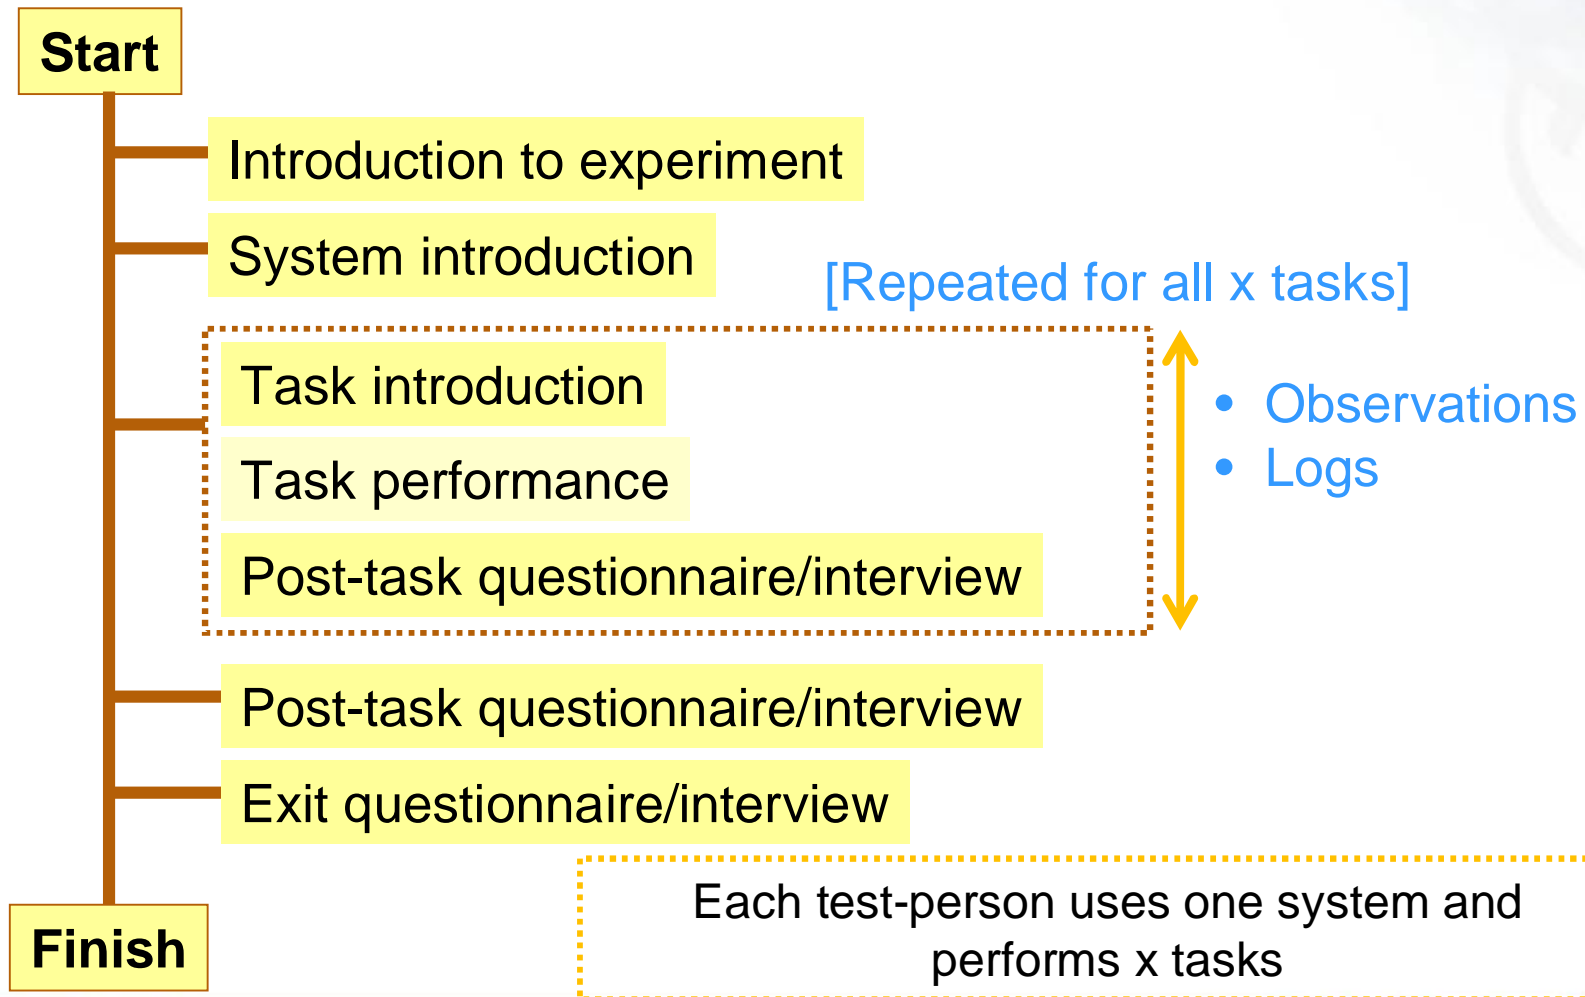 Start
Introduction to experiment
System introduction
[Repeated for all x tasks]
Task introduction
Task performance
Post-task questionnaire/interview
• Observations
• Logs
Post-task questionnaire/interview
Exit questionnaire/interview
Finish
Each test-person uses one system and
performs x tasks